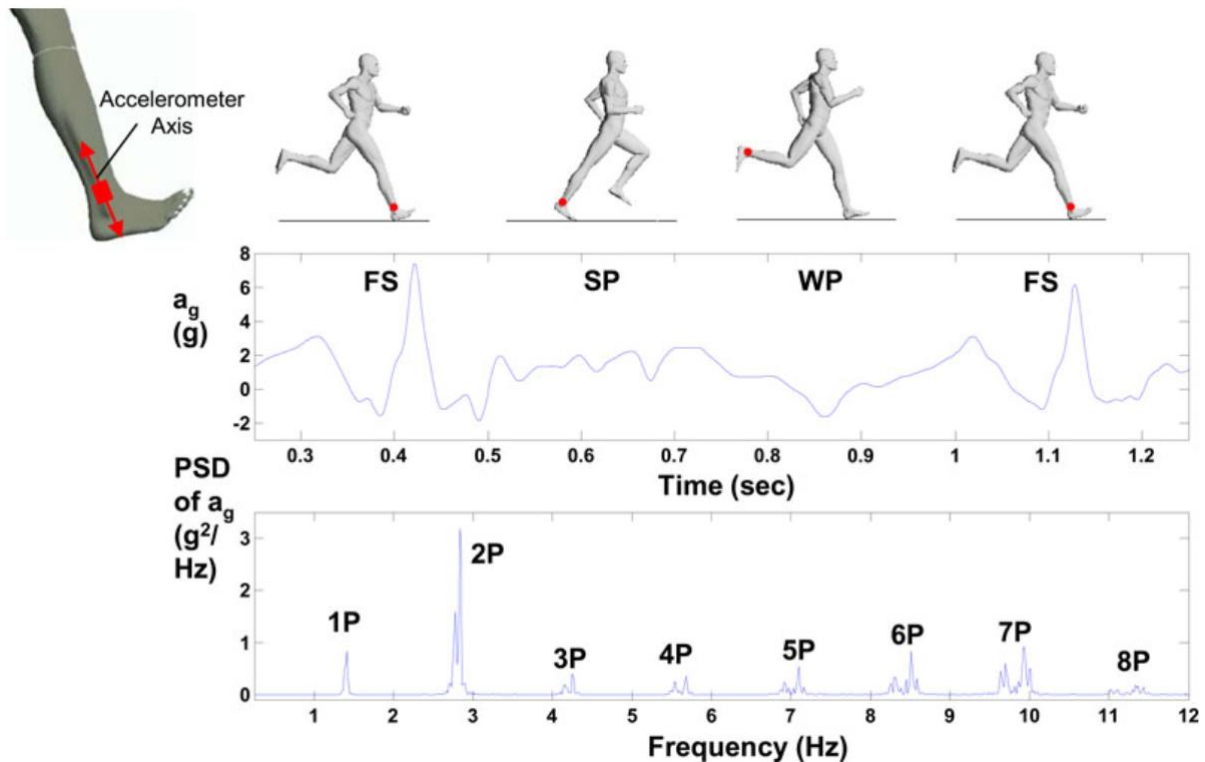 Accelerometer
Axis
FS
SP
WP
FS
a_g
(g)
8
6
4
2
0
-2
0.3 0.4 0.5 0.6 0.7 0.8 0.9 1 1.1 1.2
Time (sec)
PSD
of a_g
(g²/
Hz)
3
2
1
0
1P
2P
3P
4P
5P
6P
7P
8P
1 2 3 4 5 6 7 8 9 10 11 12
Frequency (Hz)